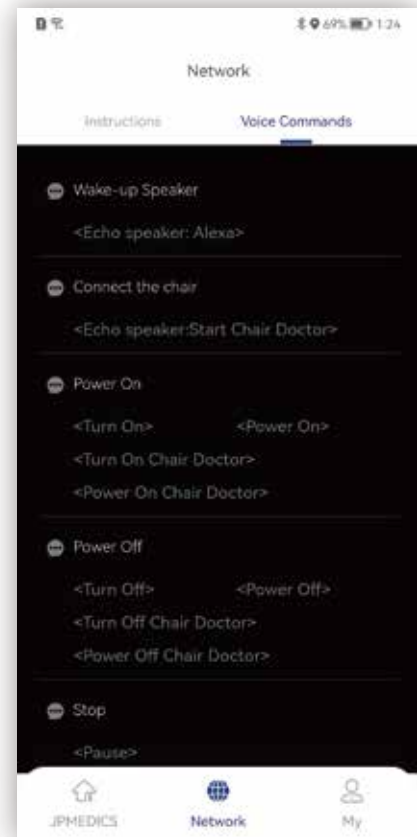 69% 1:24
Network
Instructions Voice Commands
Wake-up Speaker
<Echo speaker: Alexa>
Connect the chair
<Echo speaker:Start Chair Doctor>
Power On
<Turn On> <Power On>
<Turn On Chair Doctor>
<Power On Chair Doctor>
Power Off
<Turn Off> <Power Off>
<Turn Off Chair Doctor>
<Power Off Chair Doctor>
Stop
<Pause>
JPMEDICS Network My